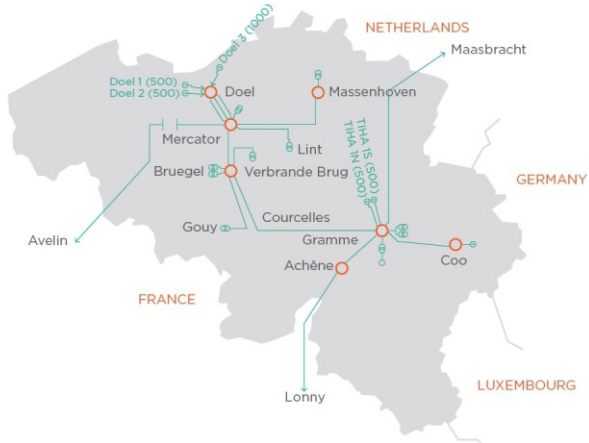 NETHERLANDS
Maasbracht
Doel 3 (1000)
Doel 1 (500)
Doel 2 (500)
Doel
Massenhoven
Mercator
Lint
TIHA 1S (500)
TIHA 1N (500)
Bruegel
Verbrande Brug
GERMANY
Gouy
Courcelles
Avelin
Gramme
Coo
Achêne
FRANCE
LUXEMBOURG
Lonny